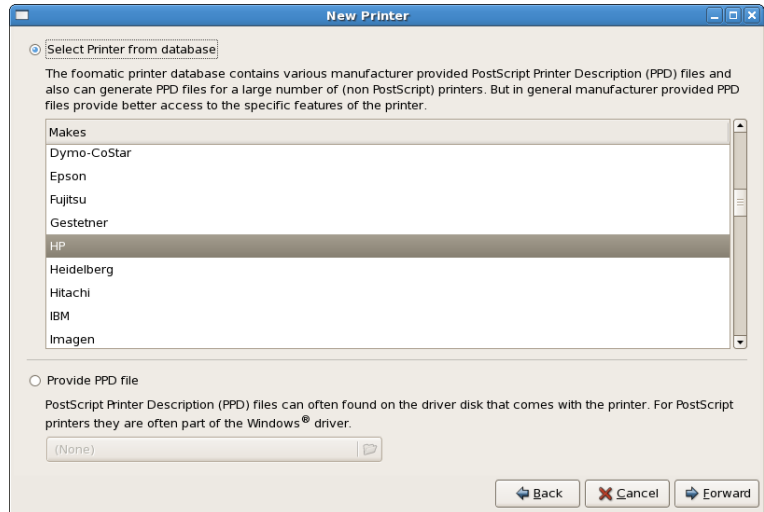 New Printer
Select Printer from database
The foomatic printer database contains various manufacturer provided PostScript Printer Description (PPD) files and
also can generate PPD files for a large number of (non PostScript) printers. But in general manufacturer provided PPD
files provide better access to the specific features of the printer.
Makes
Dymo-CoStar
Epson
Fujitsu
Gestetner
HP
Heidelberg
Hitachi
IBM
Imagen
Provide PPD file
PostScript Printer Description (PPD) files can often found on the driver disk that comes with the printer. For PostScript
printers they are often part of the Windows® driver.
(None)
Back Cancel Forward